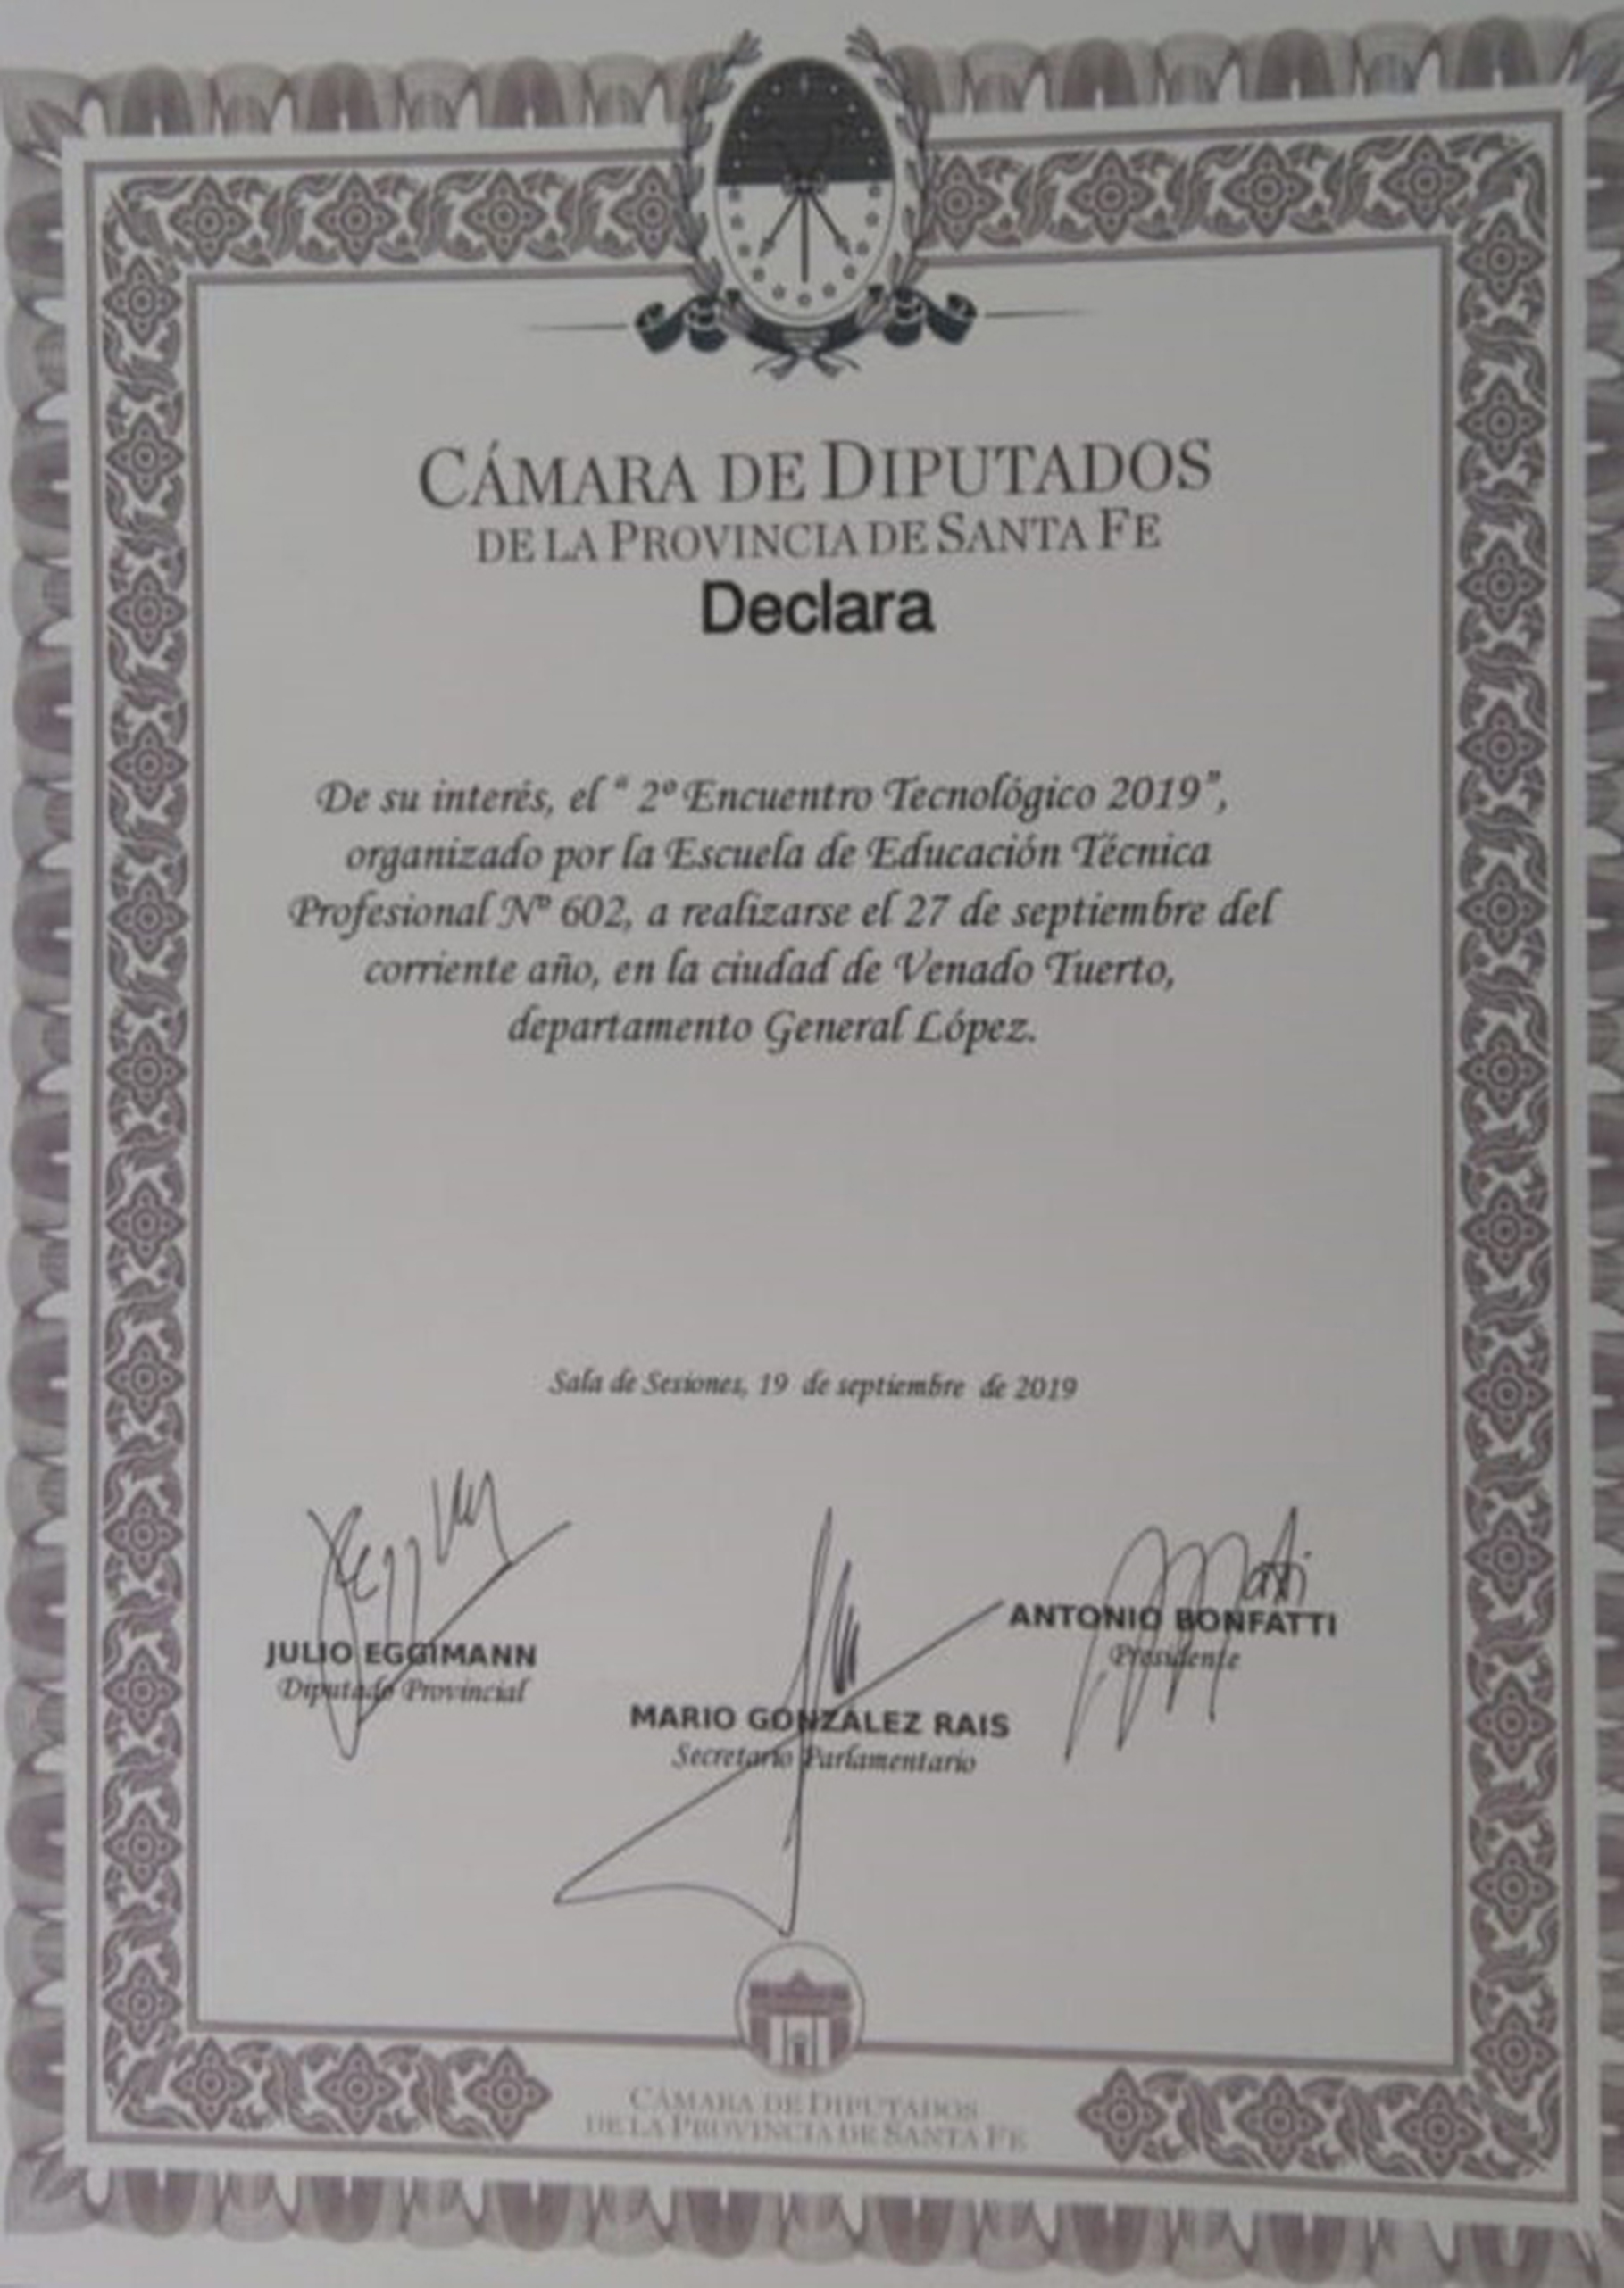 CÁMARA DE DIPUTADOS
DE LA PROVINCIA DE SANTA FE
Declara
De su interés, el “ 2º Encuentro Tecnológico 2019”,
organizado por la Escuela de Educación Técnica
Profesional Nº 602, a realizarse el 27 de septiembre del
corriente año, en la ciudad de Venado Tuerto,
departamento General López.
Sala de Sesiones, 19 de septiembre de 2019
JULIO EGGIMANN
Diputado Provincial
ANTONIO BONFATTI
Presidente
MARIO GONZÁLEZ RAIS
Secretario Parlamentario
CÁMARA DE DIPUTADOS
DE LA PROVINCIA DE SANTA FE